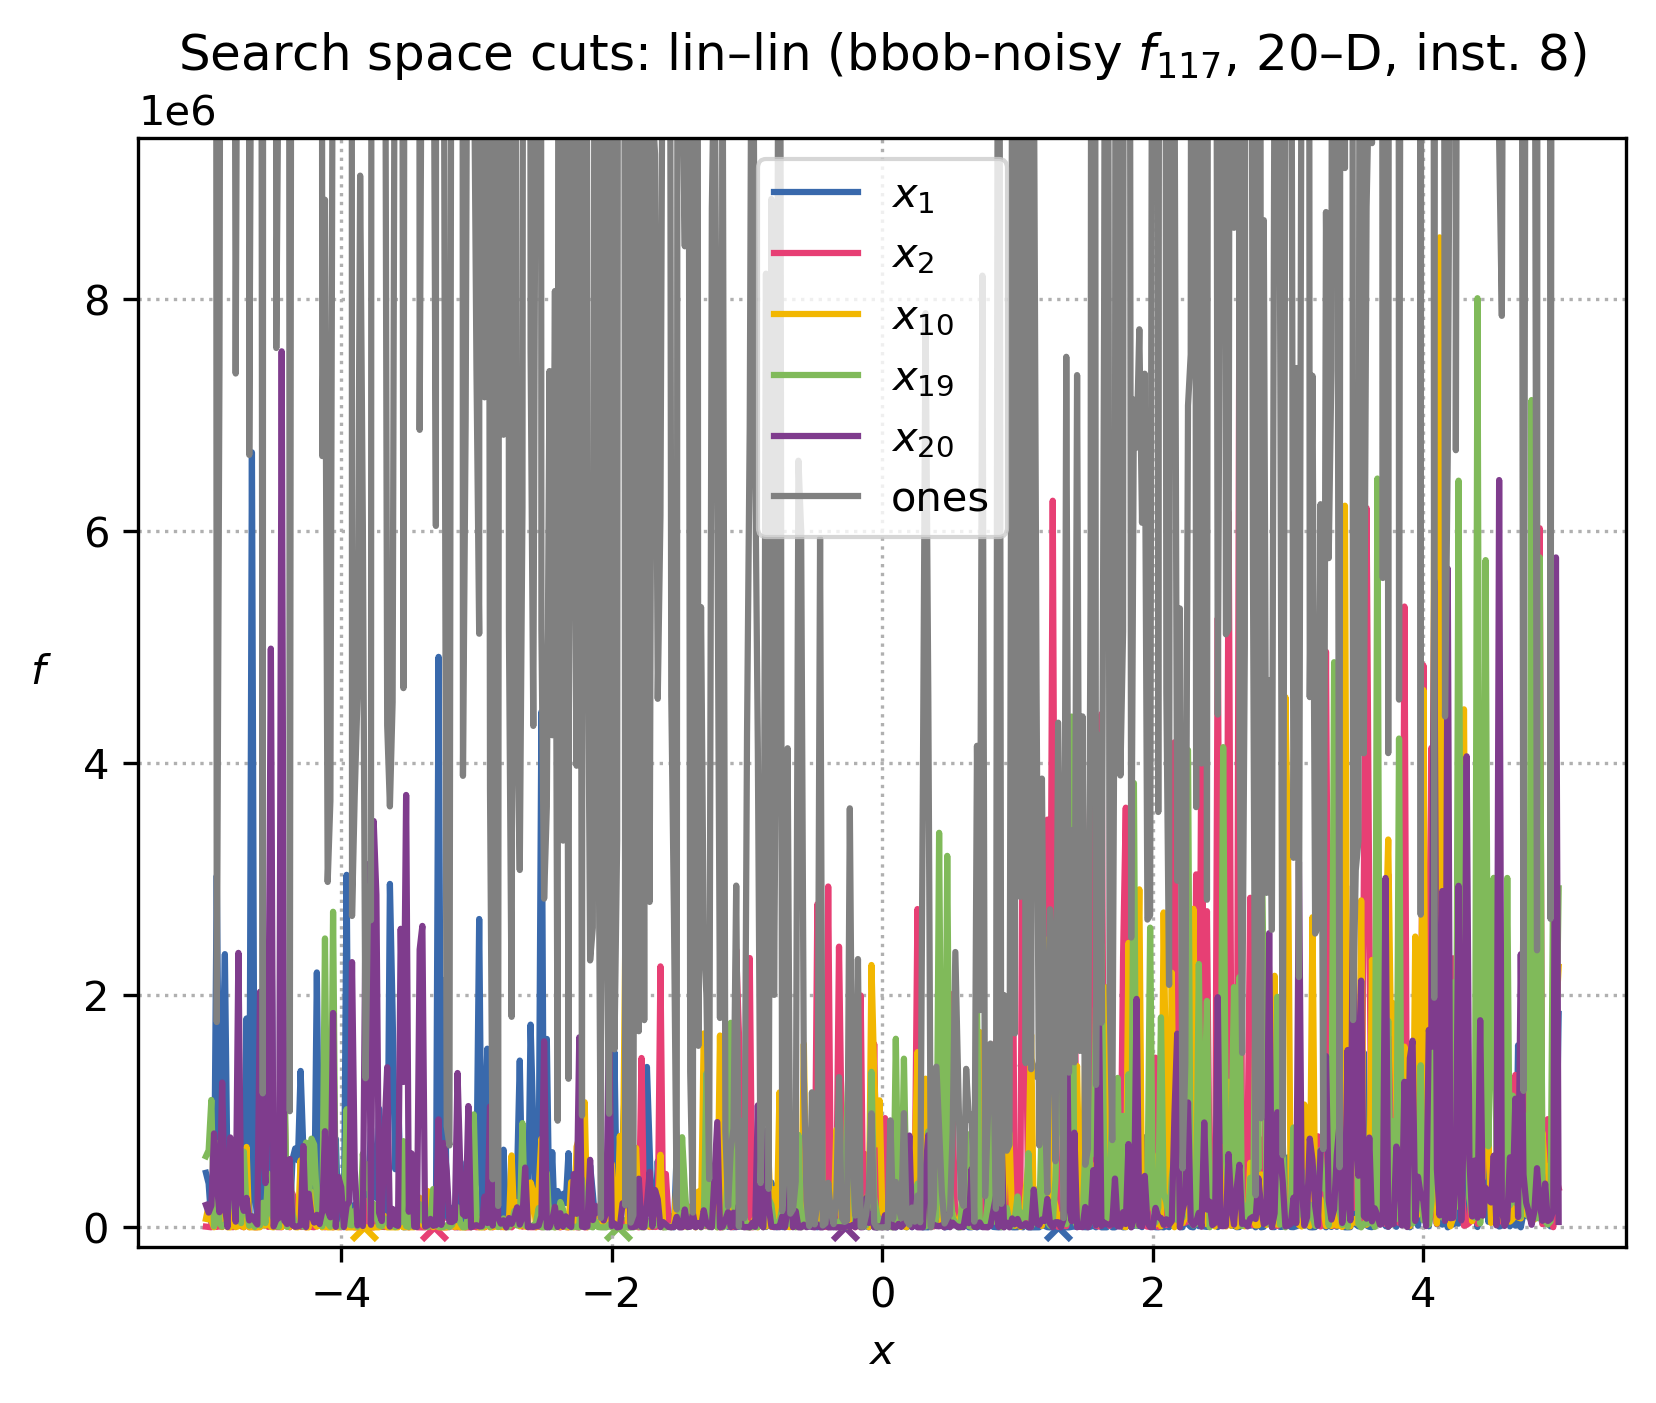 Search space cuts: lin–lin (bbob-noisy f₁₁₇, 20–D, inst. 8)
1e6
x₁
x₂
x₁₀
x₁₉
x₂₀
ones
8
6
4
2
0
f
−4 −2 0 2 4
x